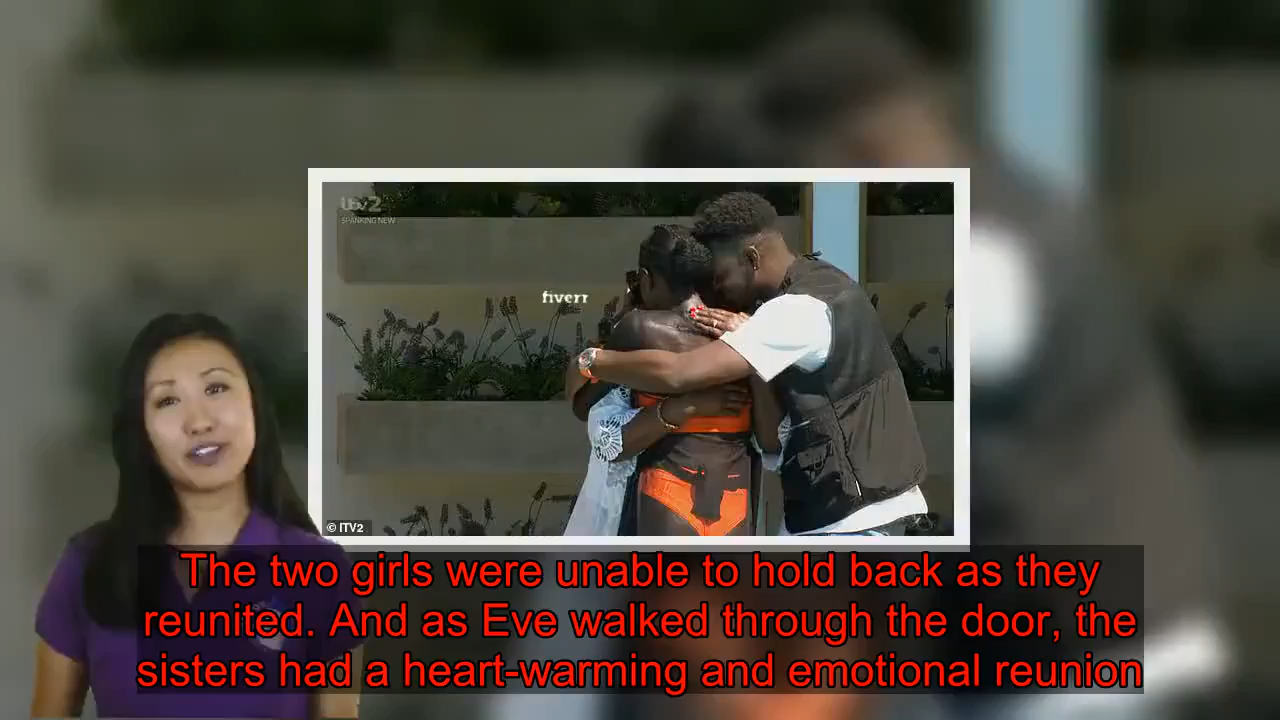 itv2
SPANKING NEW
fiverr
© ITV2
The two girls were unable to hold back as they
reunited. And as Eve walked through the door, the
sisters had a heart-warming and emotional reunion